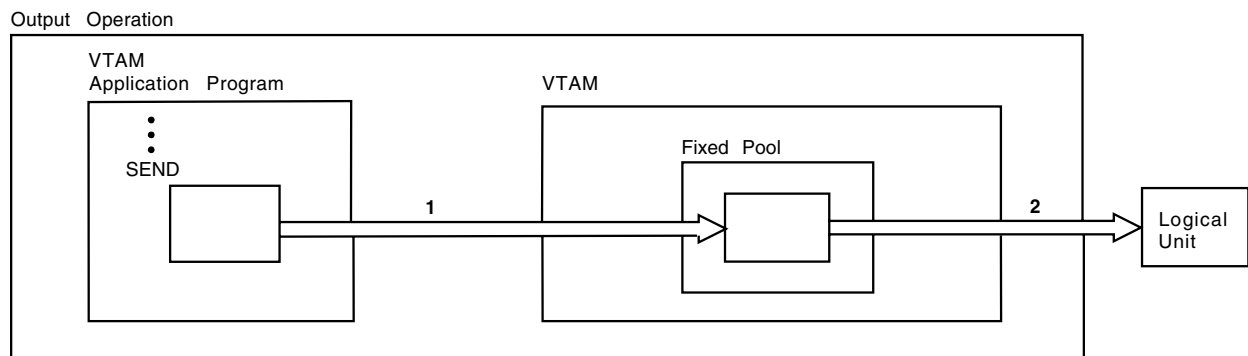 Output Operation
VTAM
Application Program
VTAM
SEND
Fixed Pool
1
2
Logical
Unit